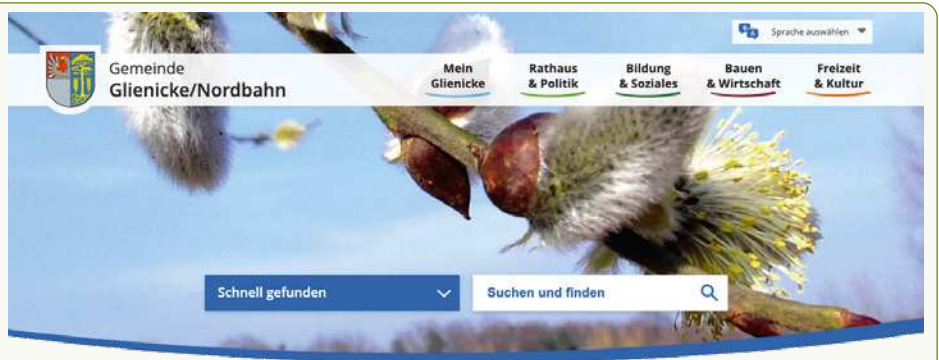 Sprache auswählen
Gemeinde
Glienicke/Nordbahn
Mein
Glienicke
Rathaus
& Politik
Bildung
& Soziales
Bauen
& Wirtschaft
Freizeit
& Kultur
Schnell gefunden
Suchen und finden